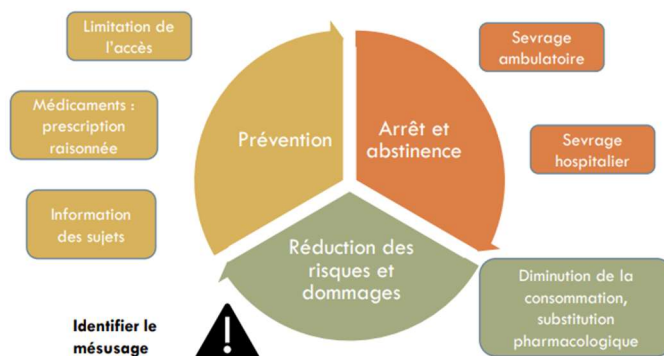 Limitation de
l'accès
Médicaments :
prescription
raisonnée
Information
des sujets
Prévention
Arrêt et
abstinence
Sevrage
ambulatoire
Sevrage
hospitalier
Réduction des
risques et
dommages
Diminution de la
consommation,
substitution
pharmacologique
Identifier le
mésusage
!